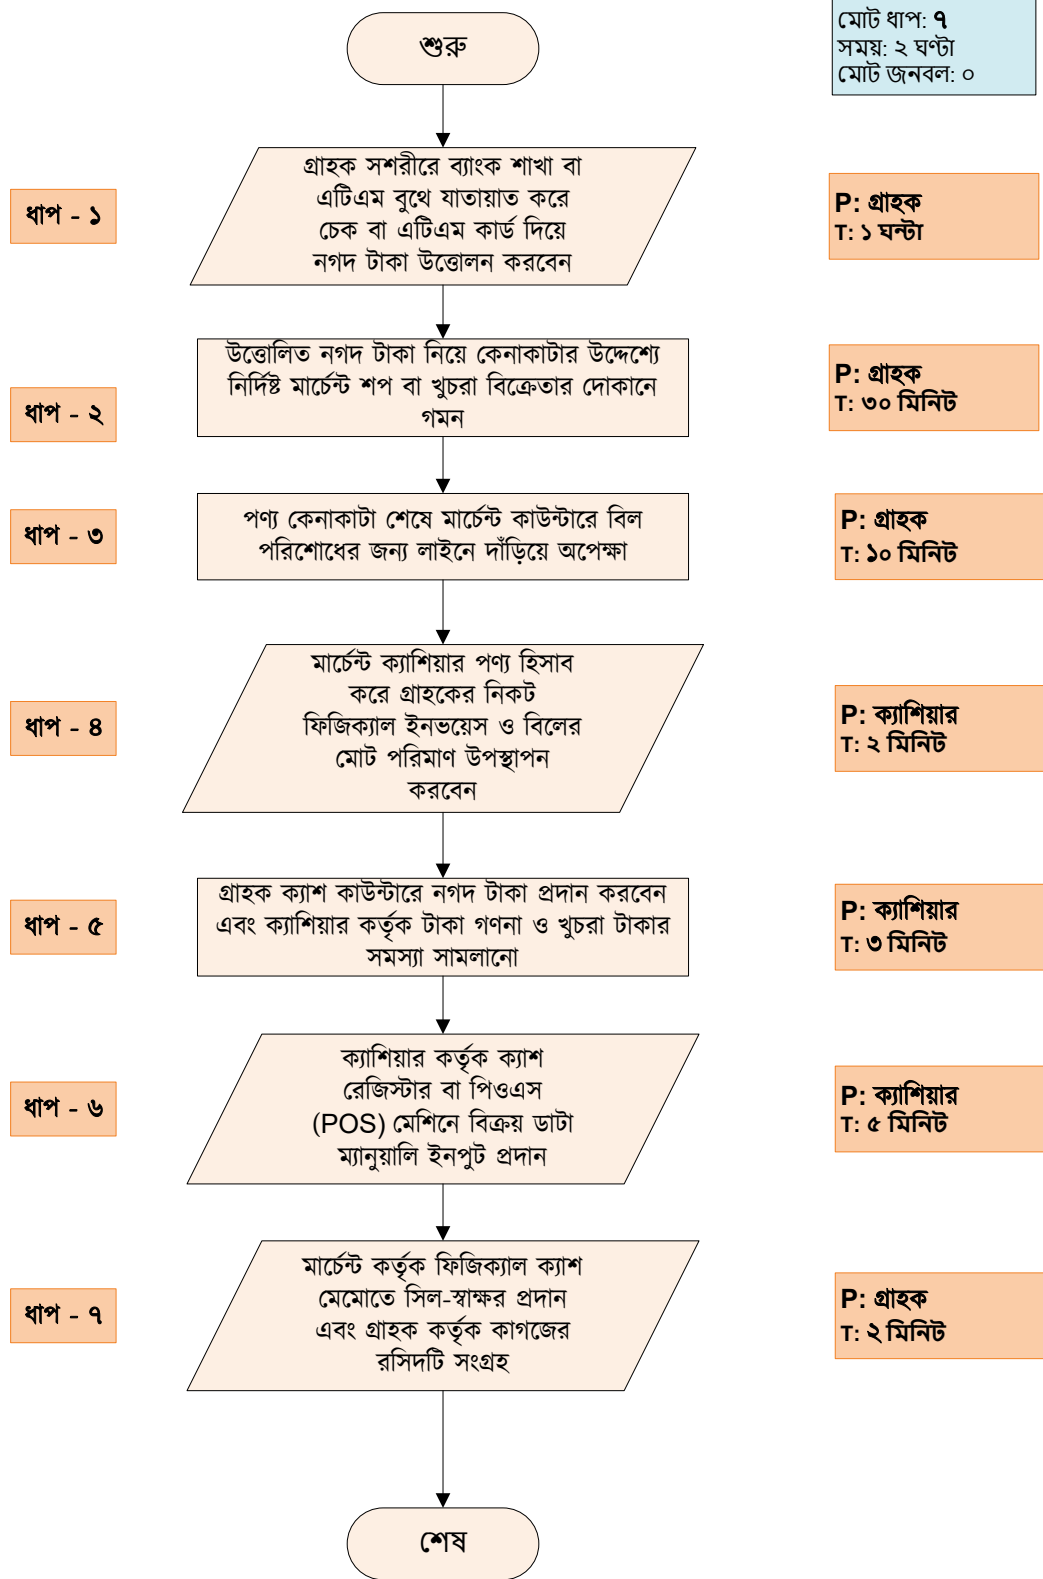 মোট ধাপ: ৭
সময়: ২ ঘণ্টা
মোট জনবল: ০
শুরু
ধাপ - ১
গ্রাহক সশরীরে ব্যাংক শাখা বা
এটিএম বুথে যাতায়াত করে
চেক বা এটিএম কার্ড দিয়ে
নগদ টাকা উত্তোলন করবেন
P: গ্রাহক
T: ১ ঘন্টা
ধাপ - ২
উত্তোলিত নগদ টাকা নিয়ে কেনাকাটার উদ্দেশ্যে
নির্দিষ্ট মার্চেন্ট শপ বা খুচরা বিক্রেতার দোকানে
গমন
P: গ্রাহক
T: ৩০ মিনিট
ধাপ - ৩
পণ্য কেনাকাটা শেষে মার্চেন্ট কাউন্টারে বিল
পরিশোধের জন্য লাইনে দাঁড়িয়ে অপেক্ষা
P: গ্রাহক
T: ১০ মিনিট
ধাপ - ৪
মার্চেন্ট ক্যাশিয়ার পণ্য হিসাব
করে গ্রাহকের নিকট
ফিজিক্যাল ইনভয়েস ও বিলের
মোট পরিমাণ উপস্থাপন
করবেন
P: ক্যাশিয়ার
T: ২ মিনিট
ধাপ - ৫
গ্রাহক ক্যাশ কাউন্টারে নগদ টাকা প্রদান করবেন
এবং ক্যাশিয়ার কর্তৃক টাকা গণনা ও খুচরা টাকার
সমস্যা সামলানো
P: ক্যাশিয়ার
T: ৩ মিনিট
ধাপ - ৬
ক্যাশিয়ার কর্তৃক ক্যাশ
রেজিস্টার বা পিওএস
(POS) মেশিনে বিক্রয় ডাটা
ম্যানুয়ালি ইনপুট প্রদান
P: ক্যাশিয়ার
T: ৫ মিনিট
ধাপ - ৭
মার্চেন্ট কর্তৃক ফিজিক্যাল ক্যাশ
মেমোতে সিল-স্বাক্ষর প্রদান
এবং গ্রাহক কর্তৃক কাগজের
রসিদটি সংগ্রহ
P: গ্রাহক
T: ২ মিনিট
শেষ